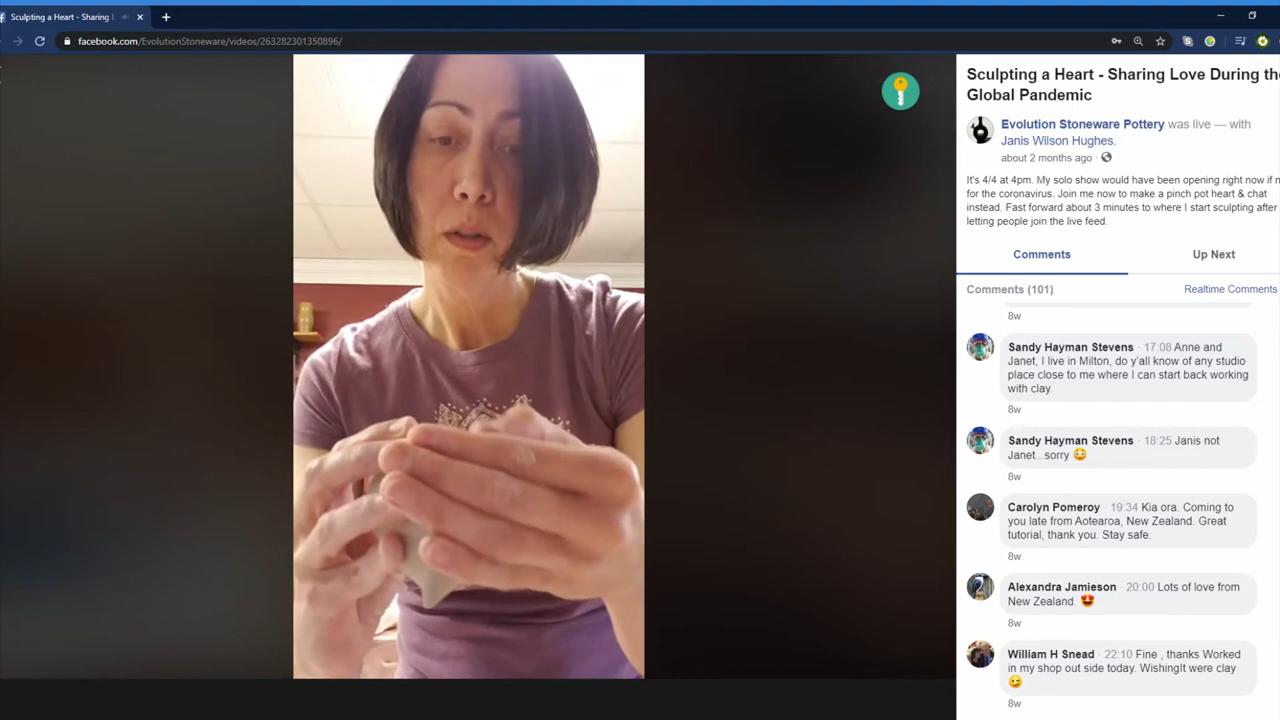 Sculpting a Heart - Sharing L
facebook.com/EvolutionStoneware/videos/263282301350896/
Sculpting a Heart - Sharing Love During the
Global Pandemic
Evolution Stoneware Pottery was live — with
Janis Wilson Hughes.
about 2 months ago
It's 4/4 at 4pm. My solo show would have been opening right now if n
for the coronavirus. Join me now to make a pinch pot heart & chat
instead. Fast forward about 3 minutes to where I start sculpting after
letting people join the live feed.
Comments Up Next
Comments (101) Realtime Comments
8w
Sandy Hayman Stevens · 17:08 Anne and
Janet, I live in Milton, do y'all know of any studio
place close to me where I can start back working
with clay.
8w
Sandy Hayman Stevens · 18:25 Janis not
Janet...sorry 😳
8w
Carolyn Pomeroy · 19:34 Kia ora. Coming to
you late from Aotearoa, New Zealand. Great
tutorial, thank you. Stay safe.
8w
Alexandra Jamieson · 20:00 Lots of love from
New Zealand. 😍
8w
William H Snead · 22:10 Fine , thanks Worked
in my shop out side today. WishingIt were clay
😉
8w